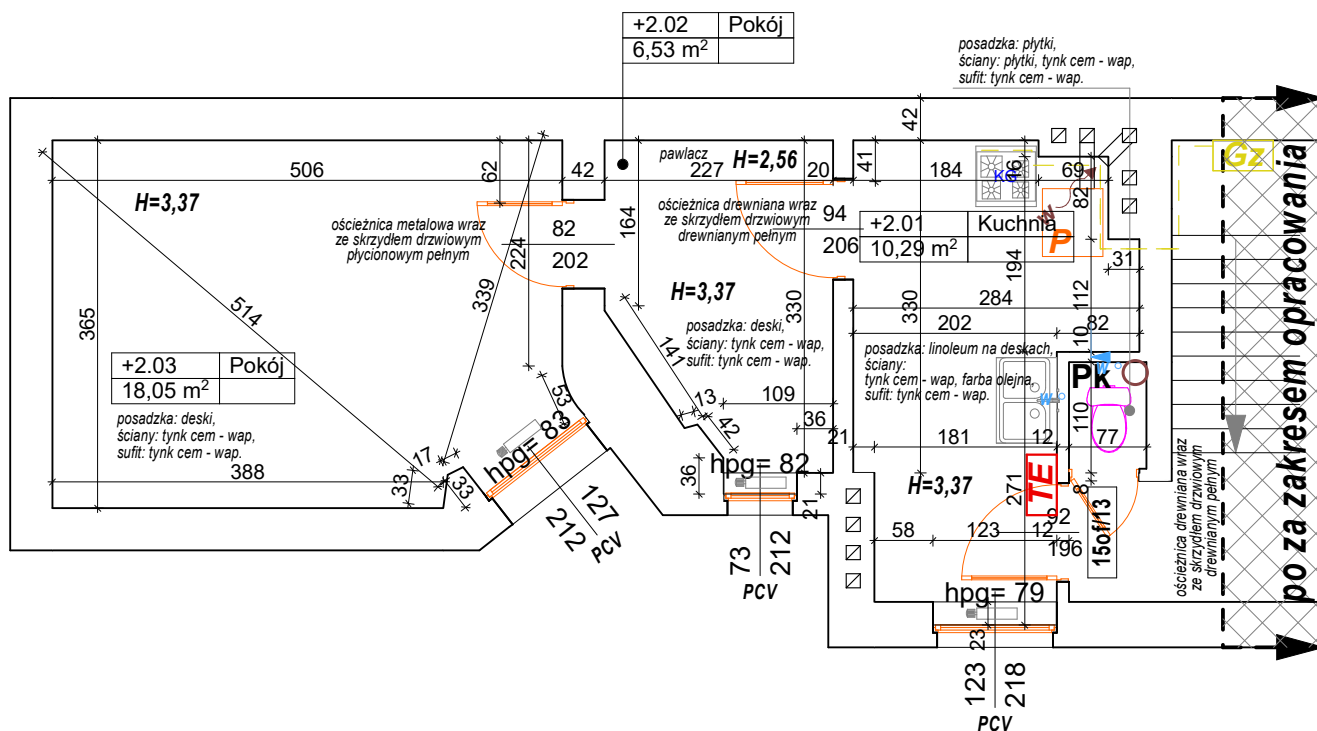 +2.02 Pokój
6,53 m²
posadzka: płytki,
ściany: płytki, tynk cem - wap,
sufit: tynk cem - wap.
42
506
42
227
20
41
184
16
69
82
62
pawlacz
H=2,56
KG
Gz
H=3,37
ościeżnica metalowa wraz
ze skrzydłem drzwiowym
płycionowym pełnym
ościeżnica drewniana wraz
ze skrzydłem drzwiowym
drewnianym pełnym
164
224
82
202
94
206
+2.01 Kuchnia
10,29 m²
W
P
31
194
339
514
365
H=3,37
330
330
284
112
202
10
82
posadzka: deski,
ściany: tynk cem - wap,
sufit: tynk cem - wap.
141
posadzka: linoleum na deskach,
ściany:
tynk cem - wap, farba olejna,
sufit: tynk cem - wap.
+2.03 Pokój
18,05 m²
posadzka: deski,
ściany: tynk cem - wap,
sufit: tynk cem - wap.
W
Pk
W
53
13
109
42
36
110
21
181
12
77
17
388
33
33
hpg= 83
hpg= 82
36
21
H=3,37
271
TE
8
92
196
15of/13
58
123
12
127
212
PCV
73
212
PCV
hpg= 79
23
123
218
PCV
ościeżnica drewniana wraz
ze skrzydłem drzwiowym
drewnianym pełnym
po za zakresem opracowania